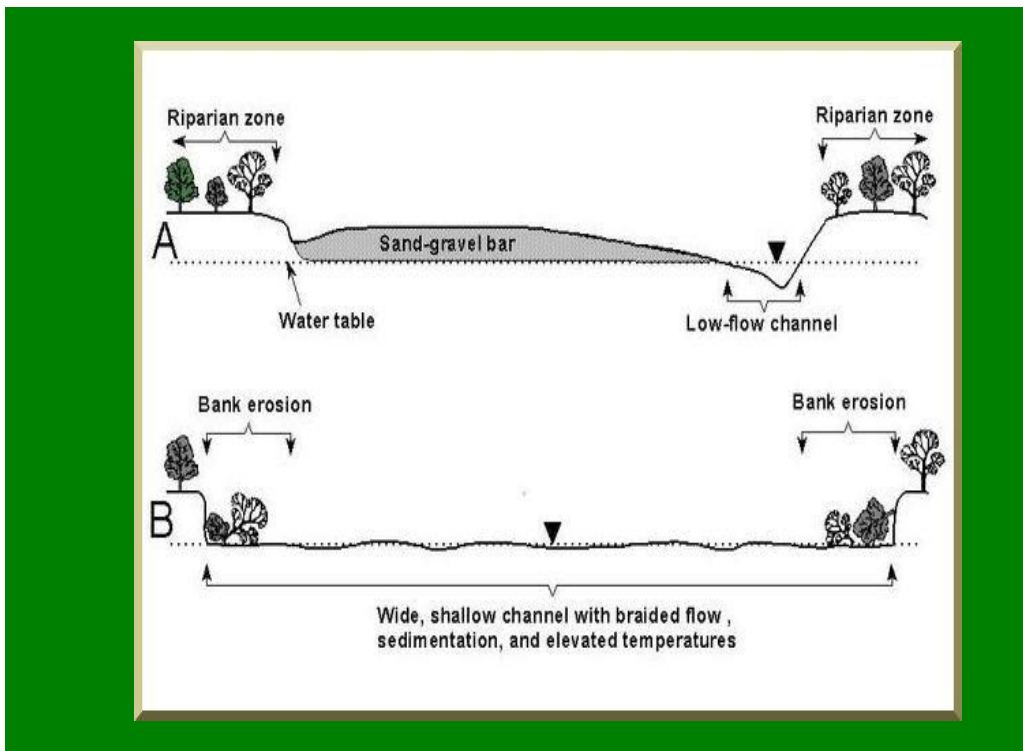 Riparian zone
Riparian zone
A
Sand-gravel bar
Water table
Low-flow channel
Bank erosion
Bank erosion
B
Wide, shallow channel with braided flow ,
sedimentation, and elevated temperatures